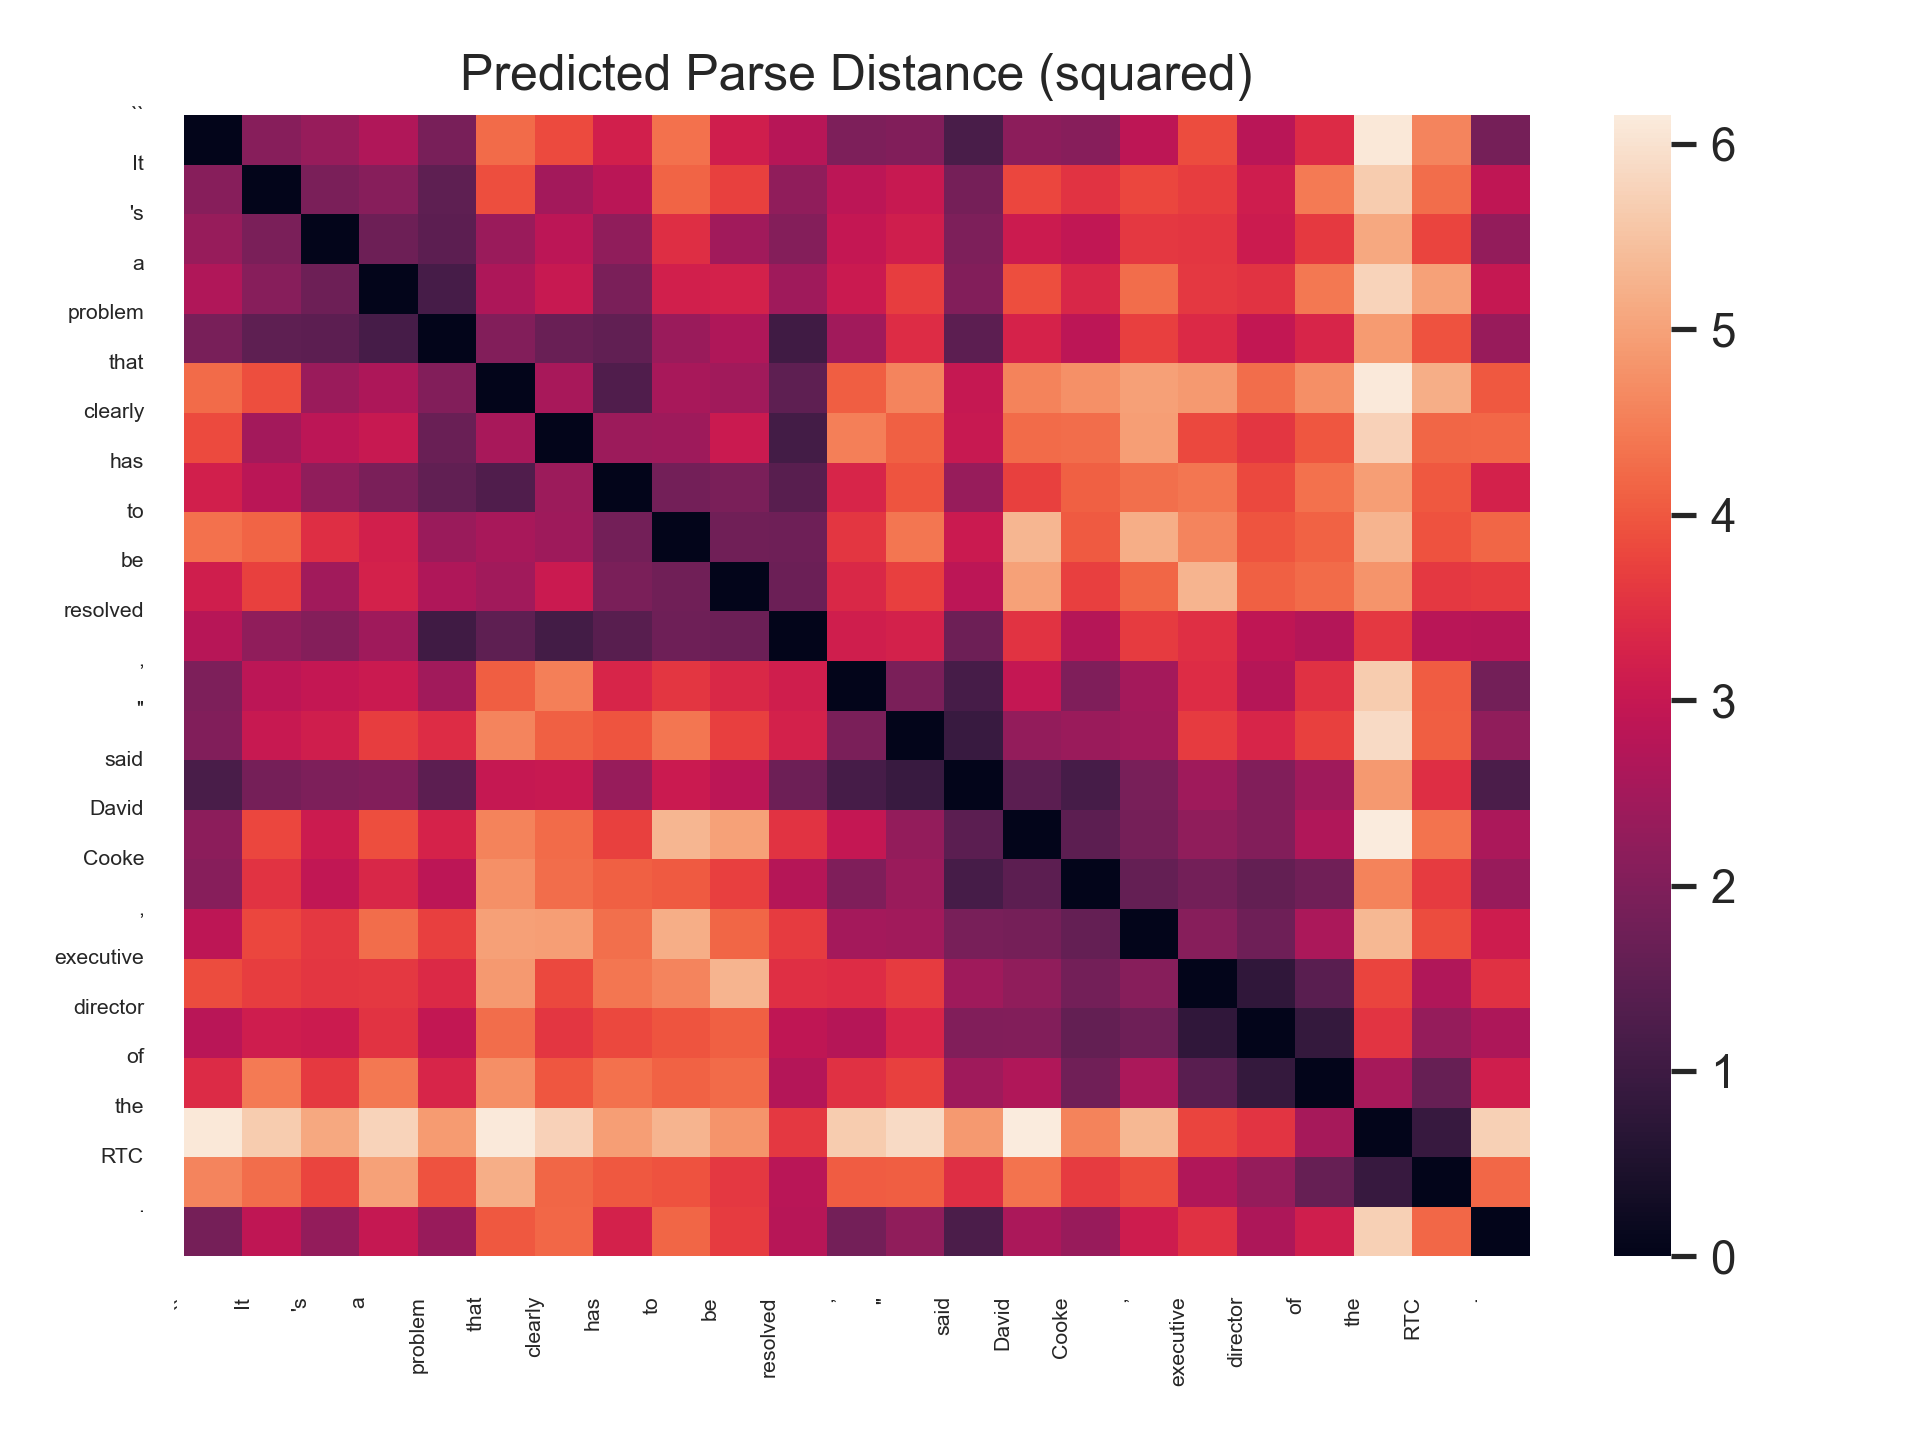 Predicted Parse Distance (squared)
``
It
's
a
problem
that
clearly
has
to
be
resolved
,
''
said
David
Cooke
,
executive
director
of
the
RTC
.
6
5
4
3
2
1
0
``
It
's
a
problem
that
clearly
has
to
be
resolved
,
''
said
David
Cooke
,
executive
director
of
the
RTC
.